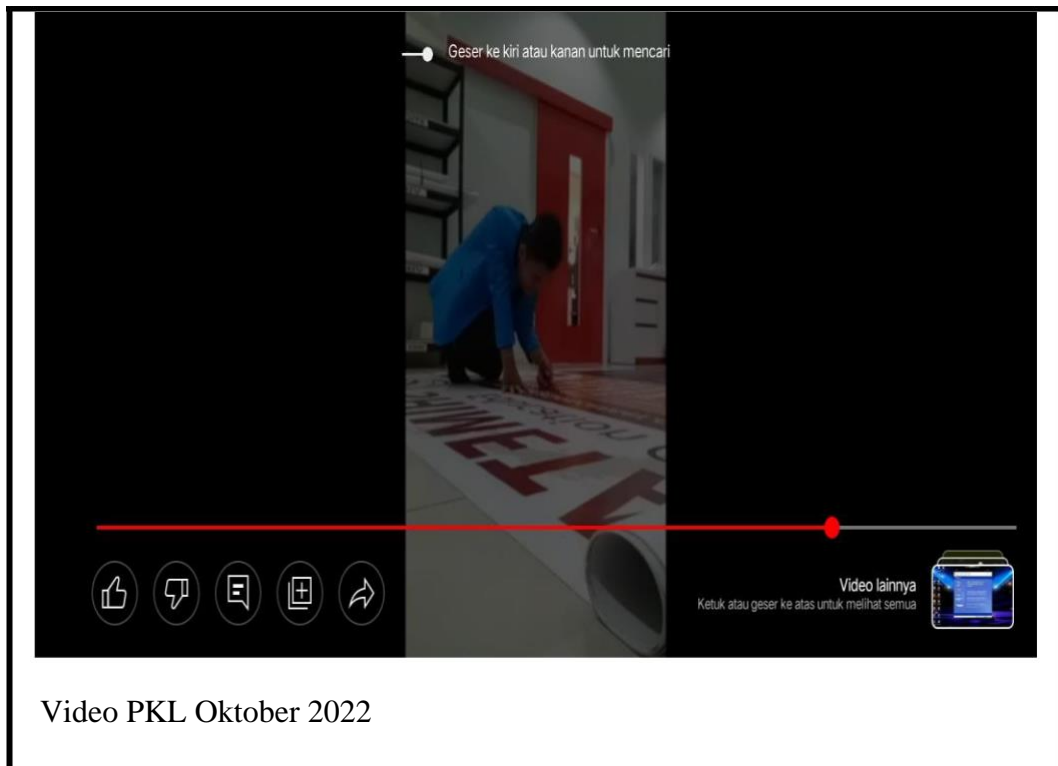 Geser ke kiri atau kanan untuk mencari
Video lainnya
Ketuk atau geser ke atas untuk melihat semua
Video PKL Oktober 2022